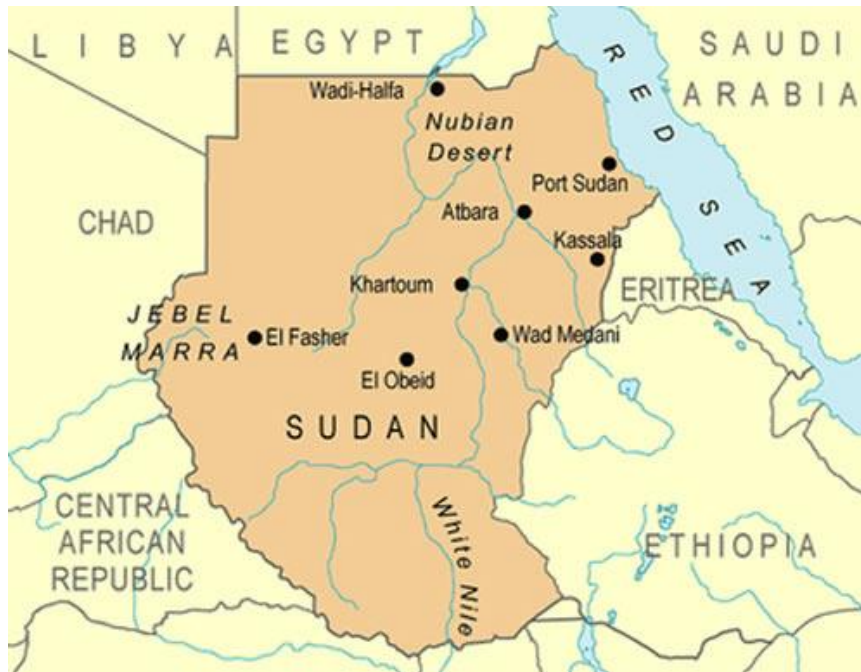 LIBYA
EGYPT
SAUDI
ARABIA
RED SEA
Wadi-Halfa
Nubian
Desert
Port Sudan
CHAD
Atbara
Kassala
Khartoum
ERITREA
JEBEL
MARRA
El Fasher
Wad Medani
El Obeid
SUDAN
CENTRAL
AFRICAN
REPUBLIC
White Nile
ETHIOPIA